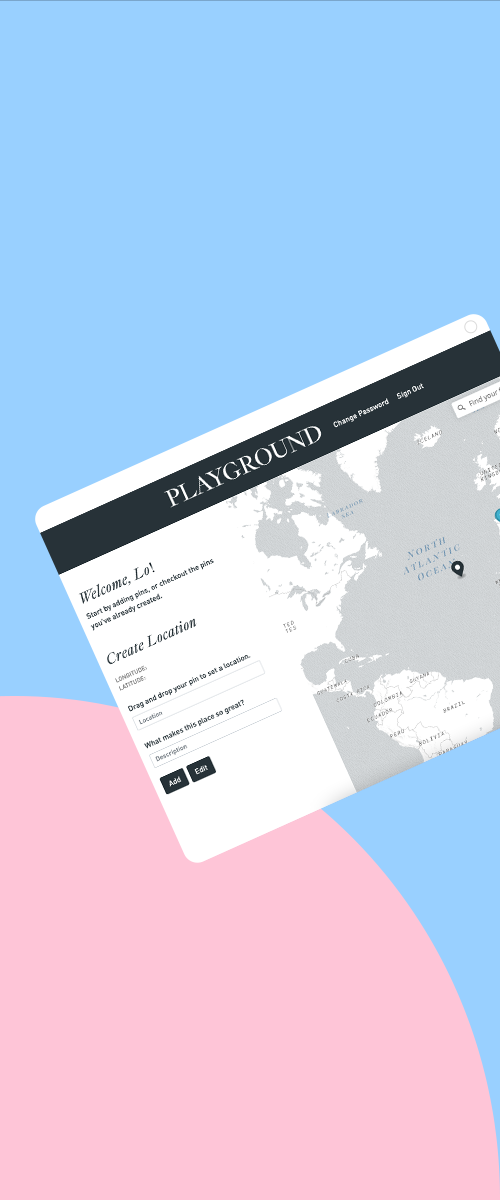 PLAYGROUND
Change Password
Sign Out
Welcome, Lo!
Start by adding pins, or checkout the pins
you've already created.
Create Location
LONGITUDE:
LATITUDE:
Drag and drop your pin to set a location.
Location
What makes this place so great?
Description
Add
Edit
Find your
ICELAND
UNITED
KINGDOM
LABRADOR
SEA
NORTH
ATLANTIC
OCEAN
TED
TES
CUBA
GUATEMALA
COSTA RICA
COLOMBIA
GUYANA
ECUADOR
BRAZIL
PERU
BOLIVIA
PARAGUAY